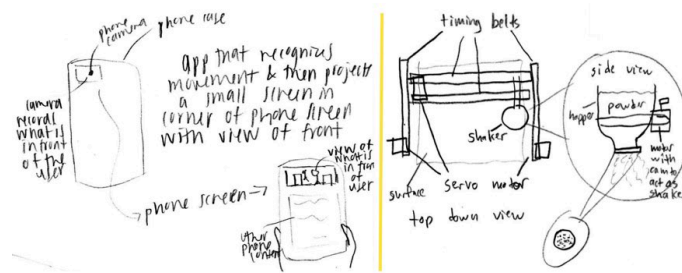 phone camera
phone case
app that recognizes
movement & then projects
a small screen in
corner of phone screen
with view of front
camera
records
what is
in front
of the
user
phone screen
view of
what is
in front
of
user
other
phone content
timing belts
side view
powder
hopper
shaker
motor
with
cam to
act as
shaker
surface
servo motor
top down view